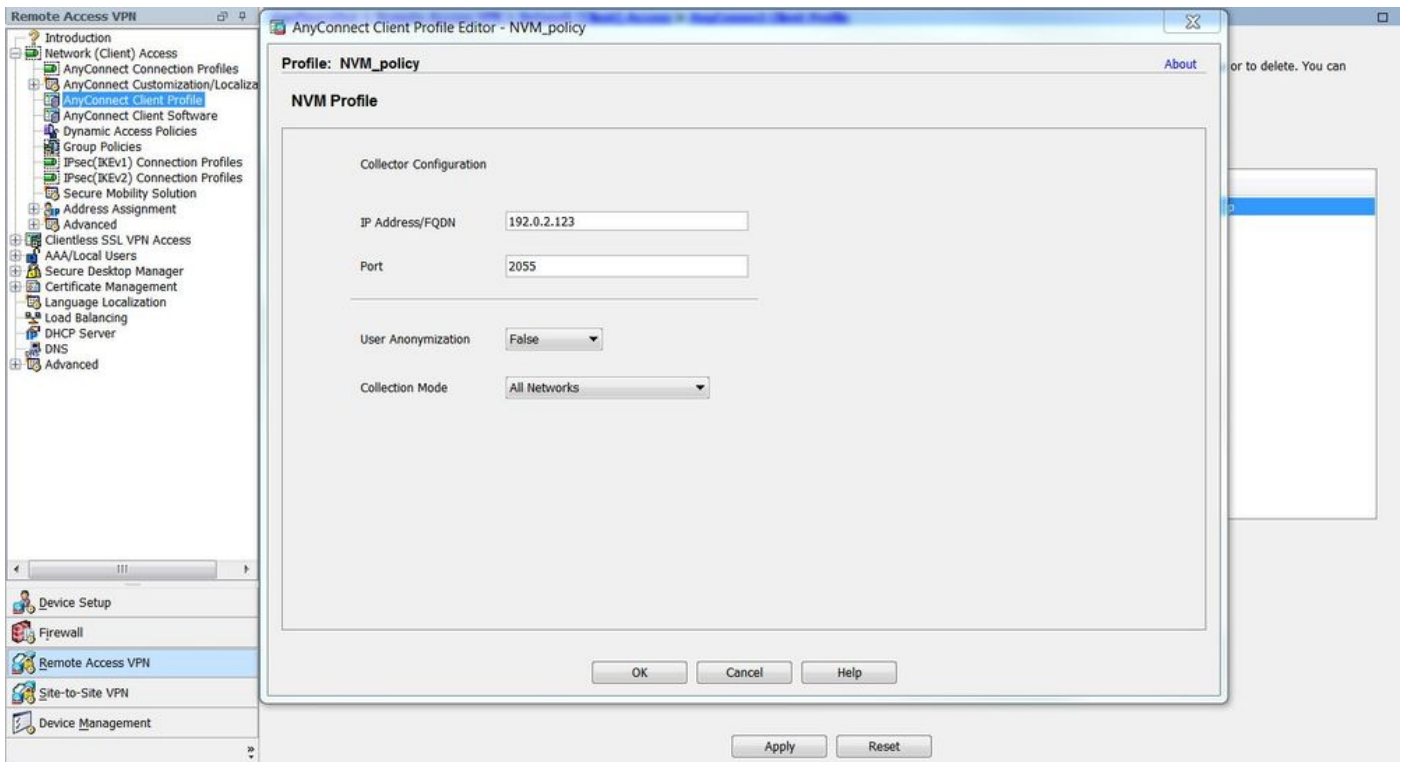 Remote Access VPN
Introduction
Network (Client) Access
AnyConnect Connection Profiles
AnyConnect Customization/Localiza
AnyConnect Client Profile
AnyConnect Client Software
Dynamic Access Policies
Group Policies
IPsec(IKEv1) Connection Profiles
IPsec(IKEv2) Connection Profiles
Secure Mobility Solution
Address Assignment
Advanced
Clientless SSL VPN Access
AAA/Local Users
Secure Desktop Manager
Certificate Management
Language Localization
Load Balancing
DHCP Server
DNS
Advanced
Device Setup
Firewall
Remote Access VPN
Site-to-Site VPN
Device Management
AnyConnect Client Profile Editor - NVM_policy
Profile: NVM_policy
About
NVM Profile
Collector Configuration
IP Address/FQDN
192.0.2.123
Port
2055
User Anonymization
False
Collection Mode
All Networks
OK
Cancel
Help
or to delete. You can
Apply
Reset